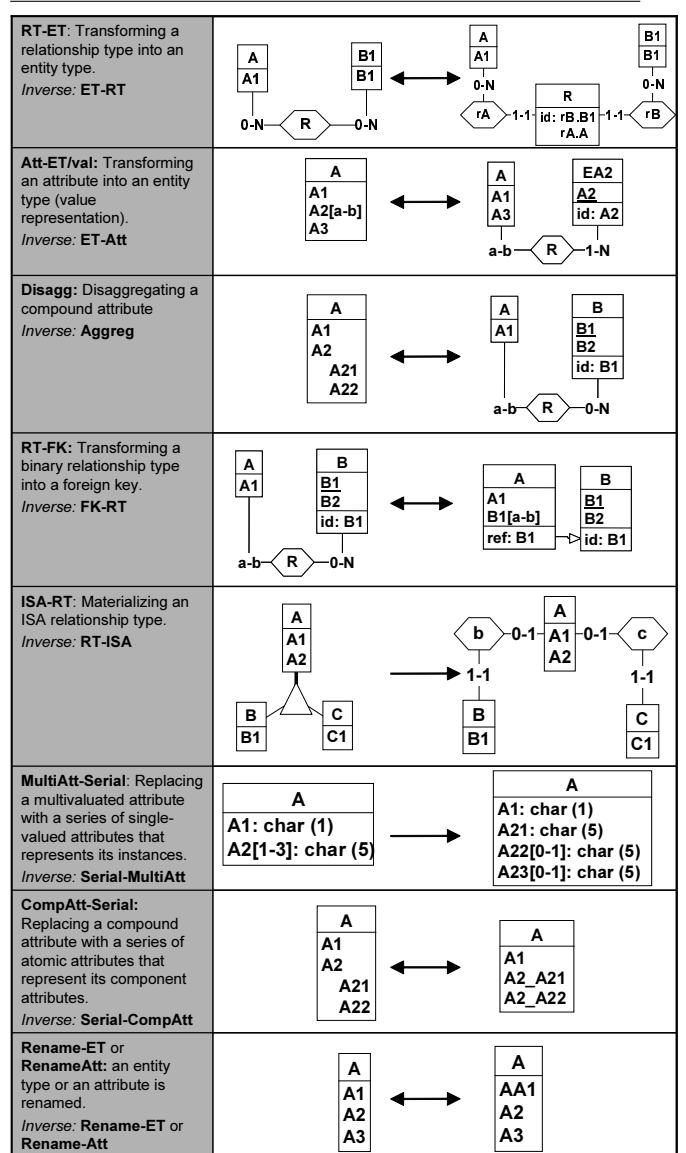 RT-ET: Transforming a
relationship type into an
entity type.
Inverse: ET-RT
A
A1
B1
B1
0-N
R
0-N
A
A1
0-N
rA
1-1
R
id: rB.B1
rA.A
1-1
rB
0-N
B1
B1
Att-ET/val: Transforming
an attribute into an entity
type (value
representation).
Inverse: ET-Att
A
A1
A2[a-b]
A3
A
A1
A3
a-b
R
1-N
EA2
A2
id: A2
Disagg: Disaggregating a
compound attribute
Inverse: Aggreg
A
A1
A2
A21
A22
A
A1
a-b
R
0-N
B
B1
B2
id: B1
RT-FK: Transforming a
binary relationship type
into a foreign key.
Inverse: FK-RT
A
A1
a-b
R
0-N
B
B1
B2
id: B1
A
A1
B1[a-b]
ref: B1
B
B1
B2
id: B1
ISA-RT: Materializing an
ISA relationship type.
Inverse: RT-ISA
A
A1
A2
B
B1
C
C1
b
0-1
A
A1
A2
0-1
c
1-1
1-1
B
B1
C
C1
MultiAtt-Serial: Replacing
a multivaluated attribute
with a series of single-
valued attributes that
represents its instances.
Inverse: Serial-MultiAtt
A
A1: char (1)
A2[1-3]: char (5)
A
A1: char (1)
A21: char (5)
A22[0-1]: char (5)
A23[0-1]: char (5)
CompAtt-Serial:
Replacing a compound
attribute with a series of
atomic attributes that
represent its component
attributes.
Inverse: Serial-CompAtt
A
A1
A2
A21
A22
A
A1
A2_A21
A2_A22
Rename-ET or
RenameAtt: an entity
type or an attribute is
renamed.
Inverse: Rename-ET or
Rename-Att
A
A1
A2
A3
A
AA1
A2
A3